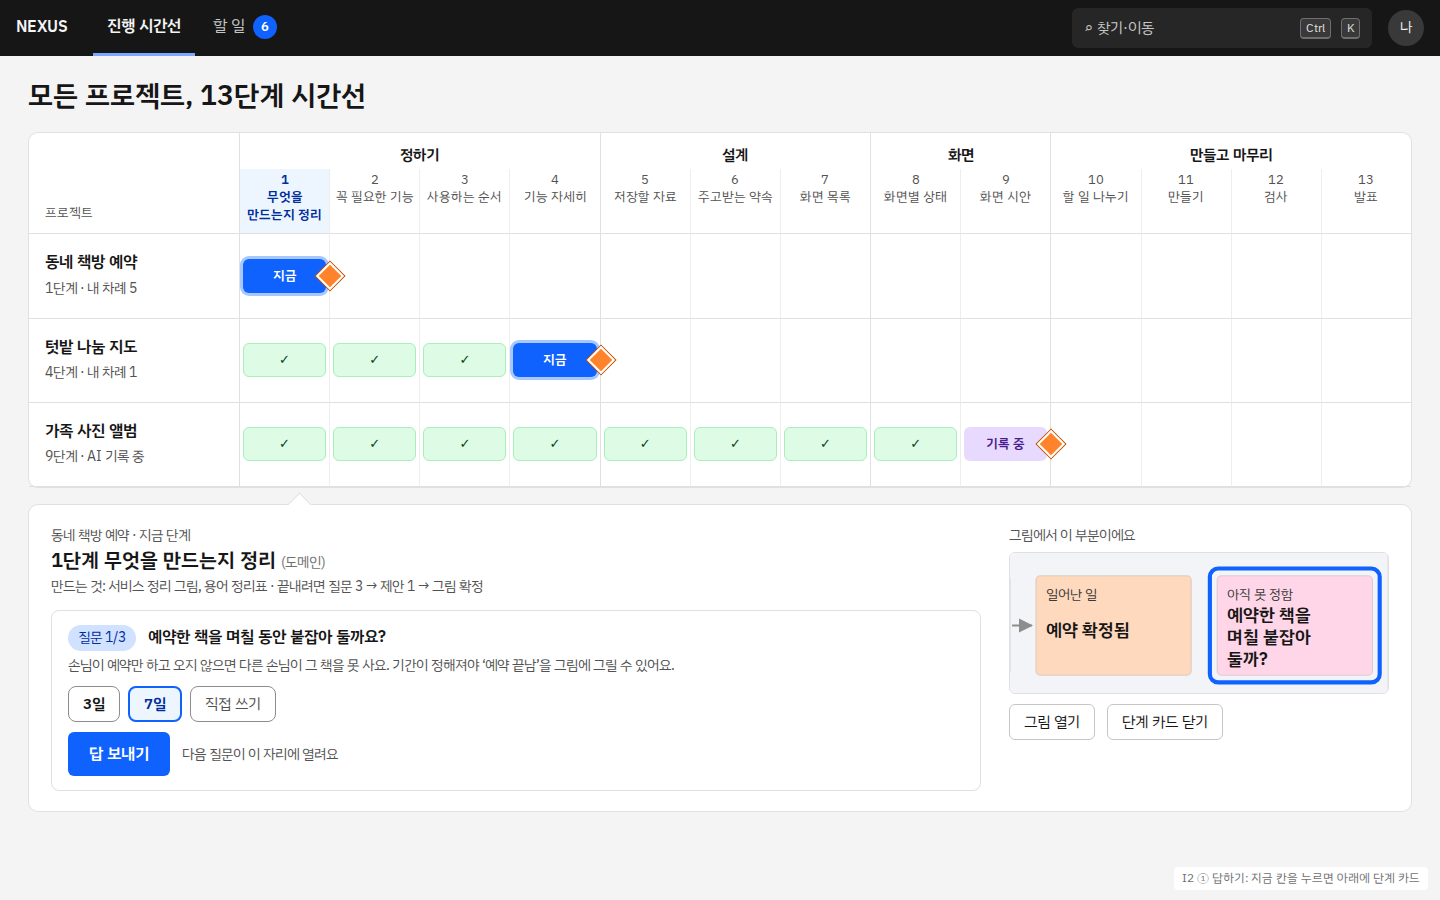 NEXUS 진행 시간선 할 일 6 ⌕ 찾기·이동 Ctrl K 나
모든 프로젝트, 13단계 시간선
정하기 설계 화면 만들고 마무리
프로젝트
1 무엇을 만드는지 정리
2 꼭 필요한 기능
3 사용하는 순서
4 기능 자세히
5 저장할 자료
6 주고받는 약속
7 화면 목록
8 화면별 상태
9 화면 시안
10 할 일 나누기
11 만들기
12 검사
13 발표
동네 책방 예약
1단계 · 내 차례 5
지금
텃밭 나눔 지도
4단계 · 내 차례 1
✓ ✓ ✓ 지금
가족 사진 앨범
9단계 · AI 기록 중
✓ ✓ ✓ ✓ ✓ ✓ ✓ ✓ 기록 중
동네 책방 예약 · 지금 단계
1단계 무엇을 만드는지 정리 (도메인)
만드는 것: 서비스 정리 그림, 용어 정리표 · 끝내려면 질문 3 → 제안 1 → 그림 확정
질문 1/3 예약한 책을 며칠 동안 붙잡아 둘까요?
손님이 예약만 하고 오지 않으면 다른 손님이 그 책을 못 사요. 기간이 정해져야 ‘예약 끝남’을 그림에 그릴 수 있어요.
3일 7일 직접 쓰기
답 보내기 다음 질문이 이 자리에 열려요
그림에서 이 부분이에요
일어난 일
예약 확정됨
아직 못 정함
예약한 책을
며칠 붙잡아
둘까?
그림 열기 단계 카드 닫기
I2 ① 답하기: 지금 칸을 누르면 아래에 단계 카드